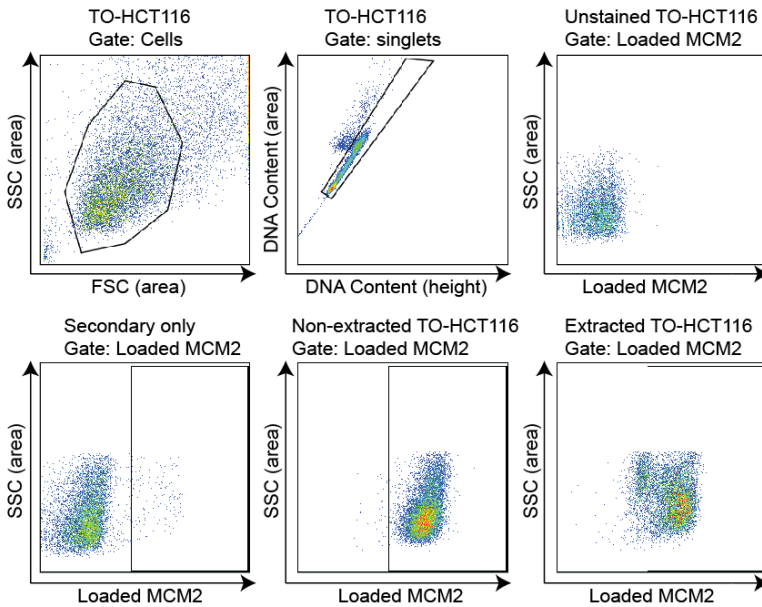 TO-HCT116
Gate: Cells
SSC (area)
FSC (area)
TO-HCT116
Gate: singlets
DNA Content (area)
DNA Content (height)
Unstained TO-HCT116
Gate: Loaded MCM2
SSC (area)
Loaded MCM2
Secondary only
Gate: Loaded MCM2
SSC (area)
Loaded MCM2
Non-extracted TO-HCT116
Gate: Loaded MCM2
SSC (area)
Loaded MCM2
Extracted TO-HCT116
Gate: Loaded MCM2
SSC (area)
Loaded MCM2